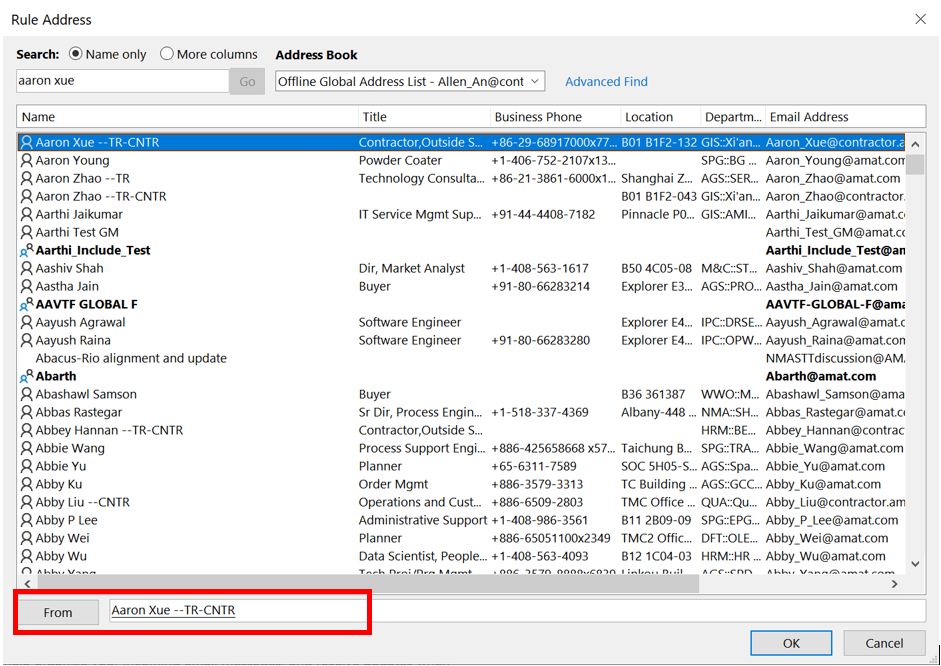 Rule Address
Search: Name only More columns Address Book
aaron xue Go Offline Global Address List - Allen_An@cont Advanced Find
Name Title Business Phone Location Departm... Email Address
Aaron Xue --TR-CNTR Contractor,Outside S... +86-29-68917000x77... B01 B1F2-132 GIS::Xi'an... Aaron_Xue@contractor.a
Aaron Young Powder Coater +1-406-752-2107x13... SPG::BG ... Aaron_Young@amat.com
Aaron Zhao --TR Technology Consulta... +86-21-3861-6000x1... Shanghai Z... AGS::SER... Aaron_Zhao@amat.com
Aaron Zhao --TR-CNTR B01 B1F2-043 GIS::Xi'an... Aaron_Zhao@contractor.
Aarthi Jaikumar IT Service Mgmt Sup... +91-44-4408-7182 Pinnacle P0... GIS::AMI... Aarthi_Jaikumar@amat.c
Aarthi Test GM Aarthi_Test_GM@amat.cc
Aarthi_Include_Test Aarthi_Include_Test@an
Aashiv Shah Dir, Market Analyst +1-408-563-1617 B50 4C05-08 M&C::ST... Aashiv_Shah@amat.com
Aastha Jain Buyer +91-80-66283214 Explorer E3... AGS::PRO... Aastha_Jain@amat.com
AAVTF GLOBAL F AAVTF-GLOBAL-F@ama
Aayush Agrawal Software Engineer Explorer E4... IPC::DRSE... Aayush_Agrawal@amat.c
Aayush Raina Software Engineer +91-80-66283280 Explorer E4... IPC::OPW... Aayush_Raina@amat.com
Abacus-Rio alignment and update NMASTTdiscussion@AM
Abarth Abarth@amat.com
Abashawl Samson Buyer B36 361387 WWO::M... Abashawl_Samson@amat.
Abbas Rastegar Sr Dir, Process Engin... +1-518-337-4369 Albany-448 ... NMA::SH... Abbas_Rastegar@amat.co
Abbey Hannan --TR-CNTR Contractor,Outside S... HRM::BE... Abbey_Hannan@contract
Abbie Wang Process Support Engi... +886-425658668 x57... Taichung B... SPG::TRA... Abbie_Wang@amat.com
Abbie Yu Planner +65-6311-7589 SOC 5H05-S... AGS::Spa... Abbie_Yu@amat.com
Abby Ku Order Mgmt +886-3579-3313 TC Building ... AGS::GCC... Abby_Ku@amat.com
Abby Liu --CNTR Operations and Cust... +886-6509-2803 TMC Office ... QUA::Qu... Abby_Liu@contractor.am
Abby P Lee Administrative Support +1-408-986-3561 B11 2B09-09 SPG::EPG... Abby_P_Lee@amat.com
Abby Wei Planner +886-65051100x2349 TMC2 Offic... DFT::OLE... Abby_Wei@amat.com
Abby Wu Data Scientist, People... +1-408-563-4093 B12 1C04-03 HRM::HR ... Abby_Wu@amat.com
Abby Yang Tech Proj/Prg Mgmt
From Aaron Xue --TR-CNTR
OK Cancel